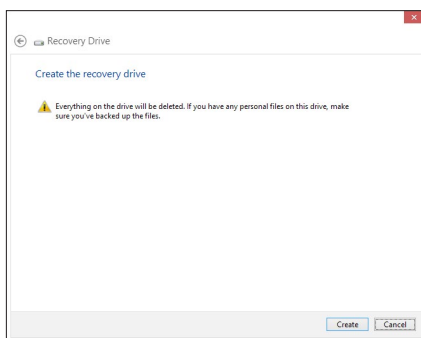 Recovery Drive
Create the recovery drive
Everything on the drive will be deleted. If you have any personal files on this drive, make
sure you've backed up the files.
Create Cancel